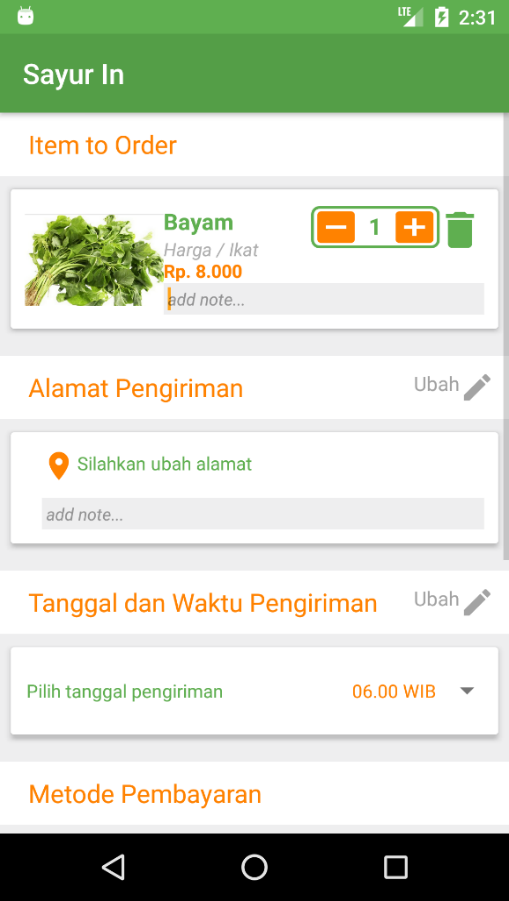 LTE 2:31
Sayur In
Item to Order
Bayam
1
Harga / Ikat
Rp. 8.000
add note...
Alamat Pengiriman
Ubah
Silahkan ubah alamat
add note...
Tanggal dan Waktu Pengiriman
Ubah
Pilih tanggal pengiriman
06.00 WIB
Metode Pembayaran